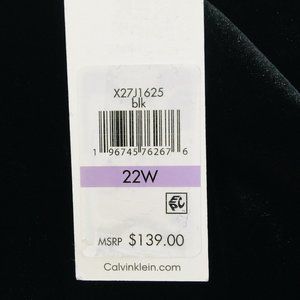 X27J1625
blk
1 96745 76267 6
22W
MSRP $139.00
Calvinklein.com